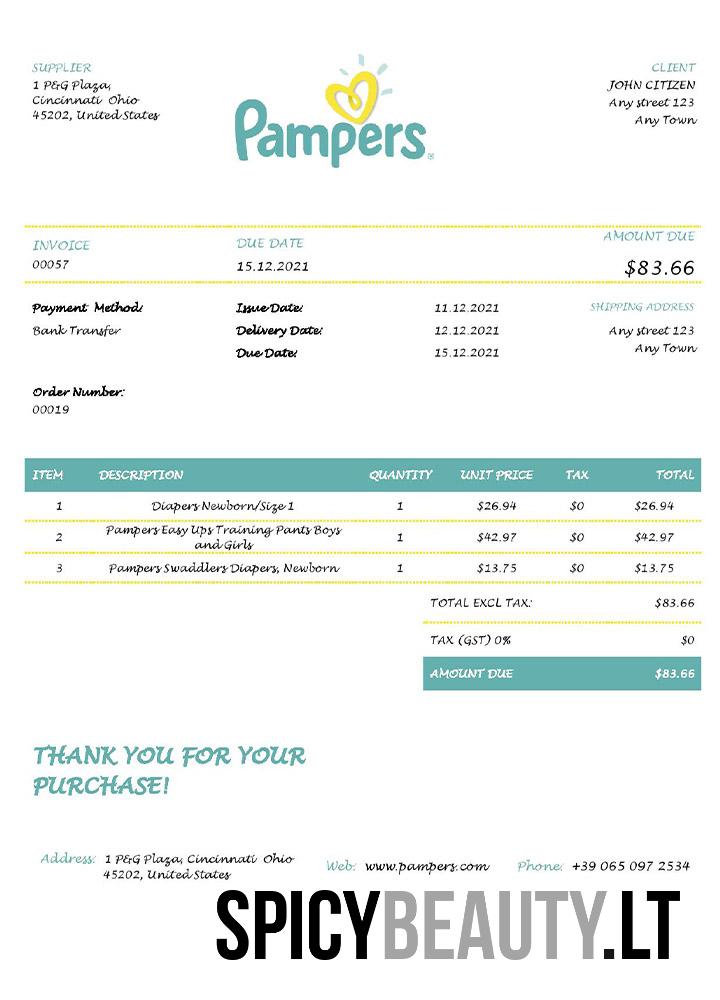 SUPPLIER
1 P&G Plaza,
Cincinnati Ohio
45202, United States
Pampers®
CLIENT
JOHN CITIZEN
Any street 123
Any Town
INVOICE
00057
DUE DATE
15.12.2021
AMOUNT DUE
$83.66
Payment Method:
Bank Transfer
Issue Date: 11.12.2021
Delivery Date: 12.12.2021
Due Date: 15.12.2021
SHIPPING ADDRESS
Any street 123
Any Town
Order Number:
00019
ITEM DESCRIPTION QUANTITY UNIT PRICE TAX TOTAL
1 Diapers Newborn/Size 1 1 $26.94 $0 $26.94
2 Pampers Easy Ups Training Pants Boys
and Girls 1 $42.97 $0 $42.97
3 Pampers Swaddlers Diapers, Newborn 1 $13.75 $0 $13.75
TOTAL EXCL TAX: $83.66
TAX (GST) 0% $0
AMOUNT DUE $83.66
THANK YOU FOR YOUR
PURCHASE!
Address: 1 P&G Plaza, Cincinnati Ohio
45202, United States
Web: www.pampers.com
Phone: +39 065 097 2534
SPICYBEAUTY.LT